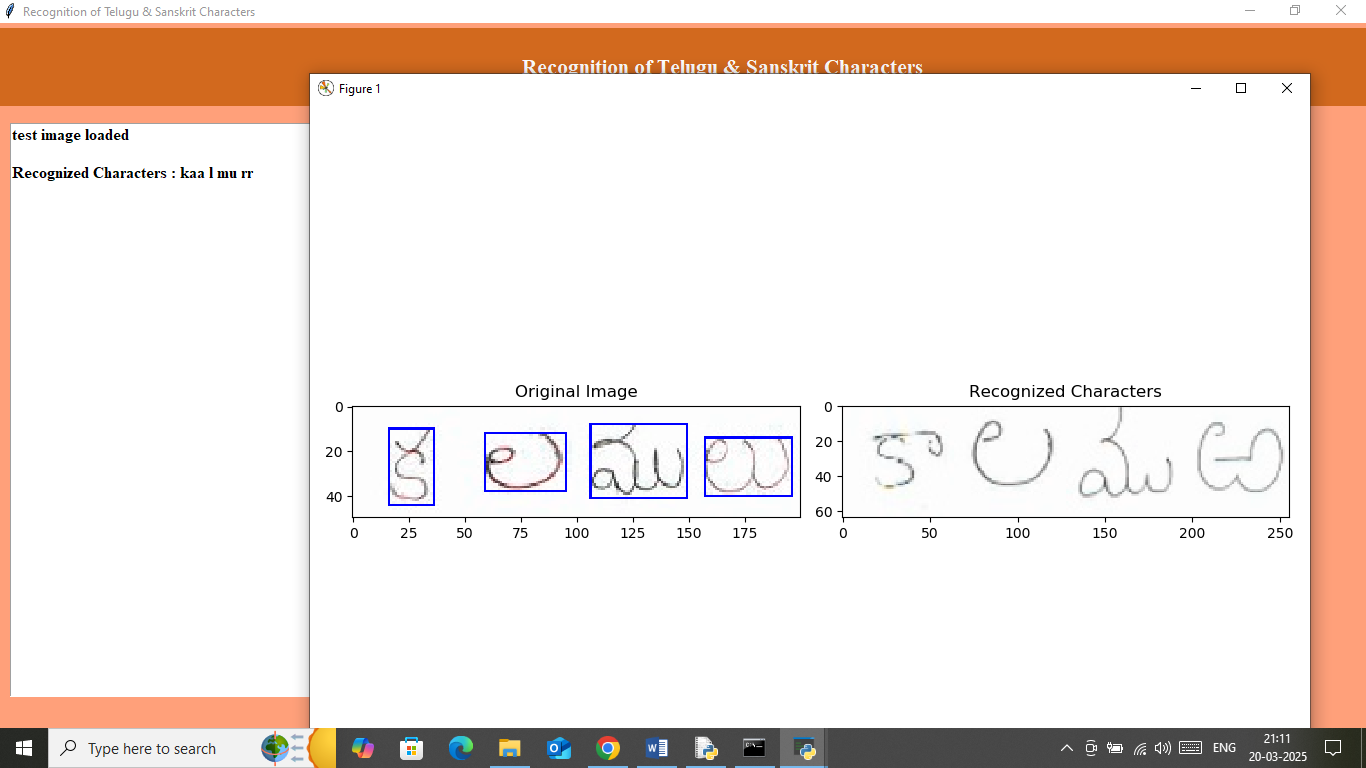 Recognition of Telugu & Sanskrit Characters
Recognition of Telugu & Sanskrit Characters
Figure 1
test image loaded
Recognized Characters : kaa l mu rr
Original Image
0
20
40
0 25 50 75 100 125 150 175
క ల ము బ
Recognized Characters
0
20
40
60
0 50 100 150 200 250
కా ల ము ఱ
Type here to search
ENG
21:11
20-03-2025